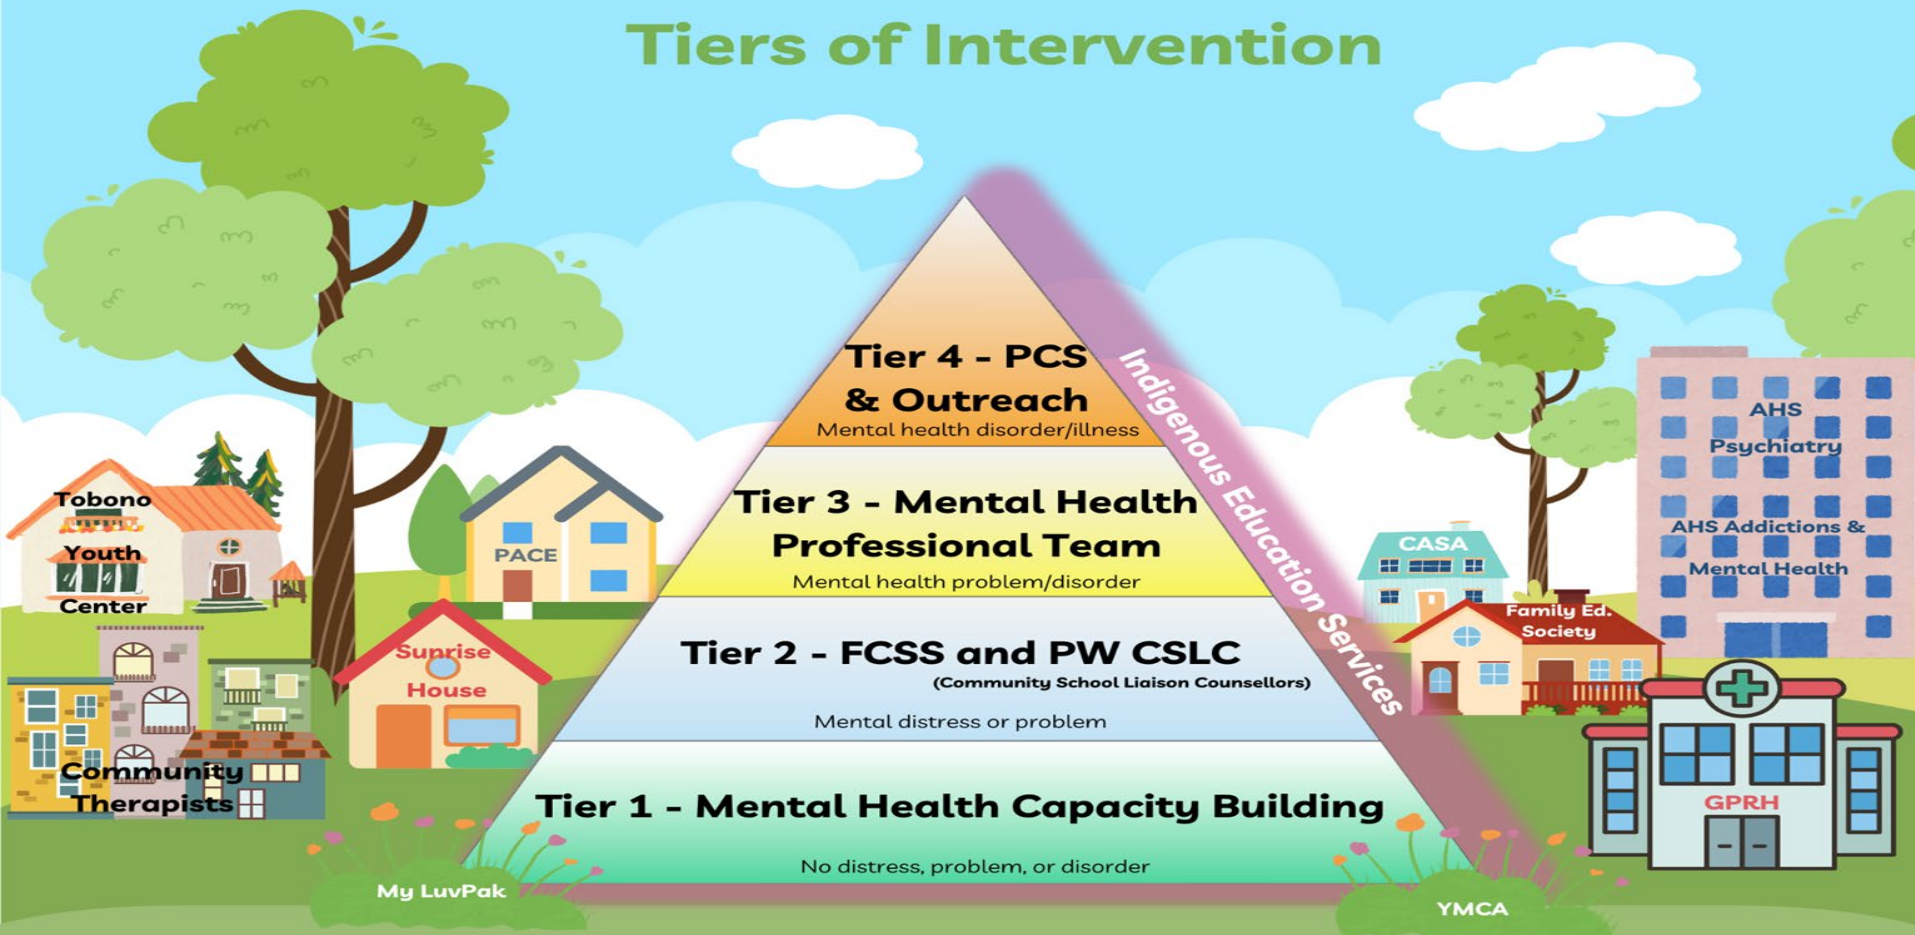 Tiers of Intervention
Tier 4 - PCS
& Outreach
Mental health disorder/illness
Tier 3 - Mental Health
Professional Team
Mental health problem/disorder
Tier 2 - FCSS and PW CSLC
(Community School Liaison Counsellors)
Mental distress or problem
Tier 1 - Mental Health Capacity Building
No distress, problem, or disorder
Indigenous Education Services
Tobono
Youth
Center
PACE
Sunrise
House
Community
Therapists
My LuvPak
CASA
Family Ed.
Society
AHS
Psychiatry
AHS Addictions &
Mental Health
GPRH
YMCA